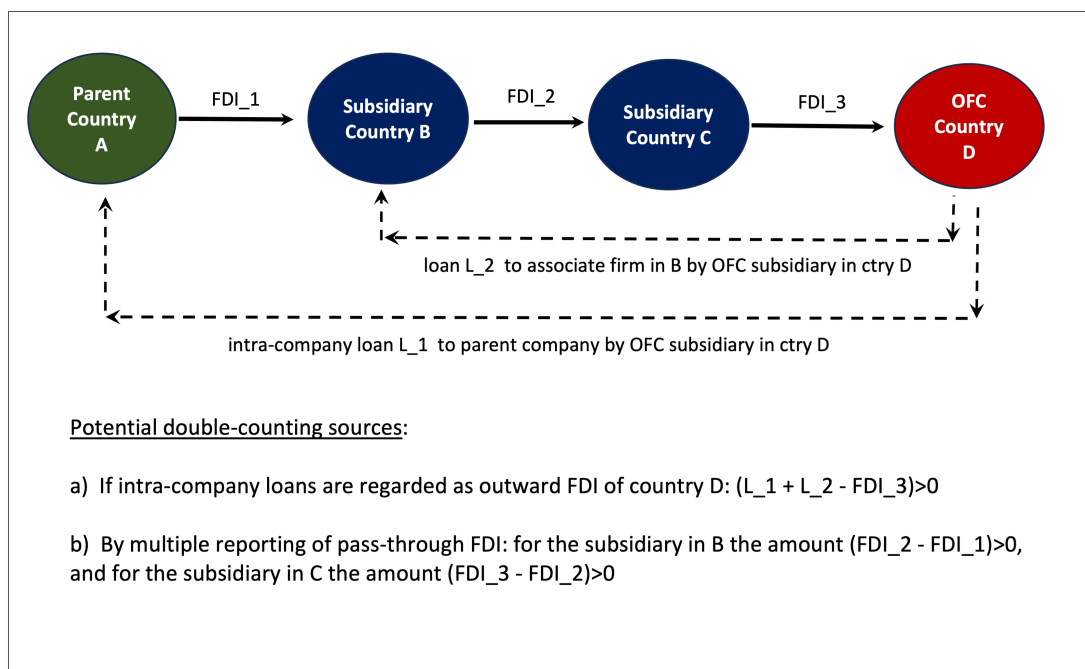 Parent
Country
A
FDI_1
Subsidiary
Country B
FDI_2
Subsidiary
Country C
FDI_3
OFC
Country
D
loan L_2  to associate firm in B by OFC subsidiary in ctry D
intra-company loan L_1  to parent company by OFC subsidiary in ctry D
Potential double-counting sources:
a)  If intra-company loans are regarded as outward FDI of country D: (L_1 + L_2 - FDI_3)>0
b)  By multiple reporting of pass-through FDI: for the subsidiary in B the amount (FDI_2 - FDI_1)>0,
and for the subsidiary in C the amount (FDI_3 - FDI_2)>0